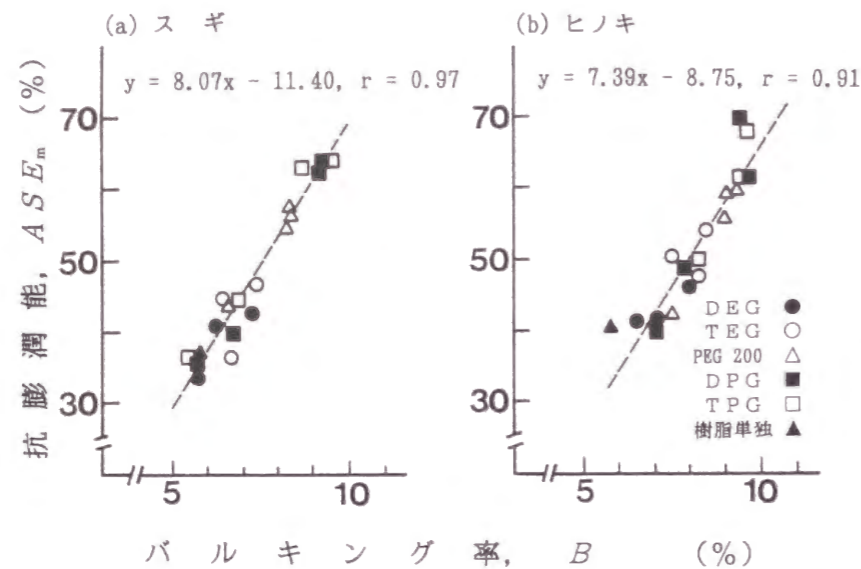 (a) スギ
(b) ヒノキ
y = 8.07x - 11.40, r = 0.97
y = 7.39x - 8.75, r = 0.91
抗膨潤能, ASEm (%)
70
50
30
5
10
70
50
30
5
10
DEG ●
TEG ○
PEG 200 △
DPG ■
TPG □
樹脂単独 ▲
バルキング率, B (%)